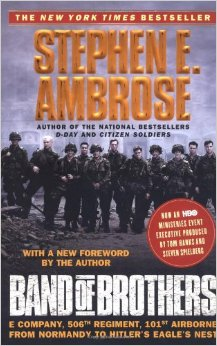 THE NEW YORK TIMES BESTSELLER
STEPHEN E.
AMBROSE
AUTHOR OF THE NATIONAL BESTSELLERS
D-DAY AND CITIZEN SOLDIERS
WITH A NEW FOREWORD
BY THE AUTHOR
NOW AN HBO
MINISERIES EVENT
EXECUTIVE PRODUCED
BY TOM HANKS AND
STEVEN SPIELBERG
BAND OF BROTHERS
E COMPANY, 506TH REGIMENT, 101ST AIRBORNE
FROM NORMANDY TO HITLER'S EAGLE'S NEST